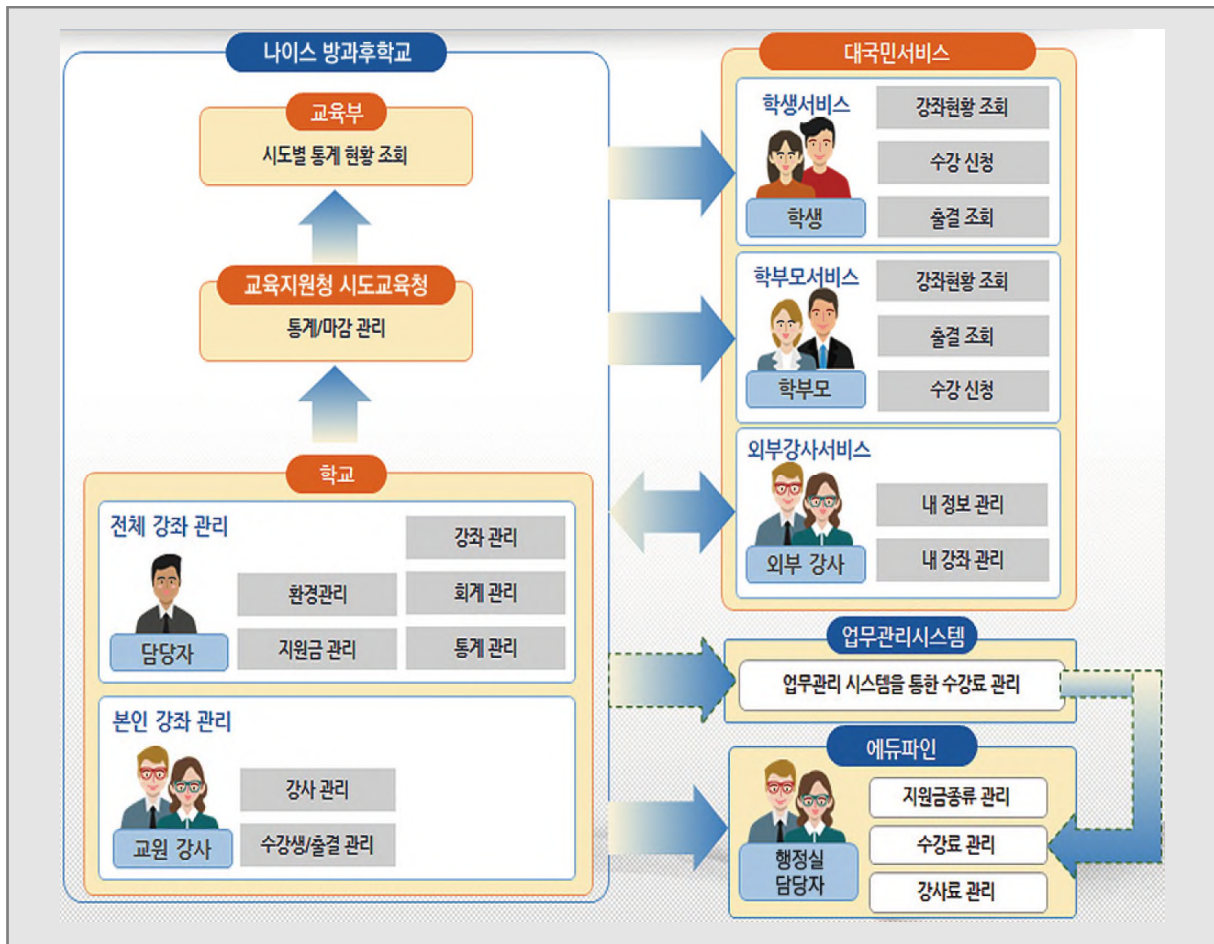 나이스 방과후학교
교육부
시도별 통계 현황 조회
교육지원청 시도교육청
통계/마감 관리
학교
전체 강좌 관리
담당자
환경관리
지원금 관리
강좌 관리
회계 관리
통계 관리
본인 강좌 관리
교원 강사
강사 관리
수강생/출결 관리
대국민서비스
학생서비스
학생
강좌현황 조회
수강 신청
출결 조회
학부모서비스
학부모
강좌현황 조회
출결 조회
수강 신청
외부강사서비스
외부 강사
내 정보 관리
내 강좌 관리
업무관리시스템
업무관리 시스템을 통한 수강료 관리
에듀파인
행정실
담당자
지원금종류 관리
수강료 관리
강사료 관리